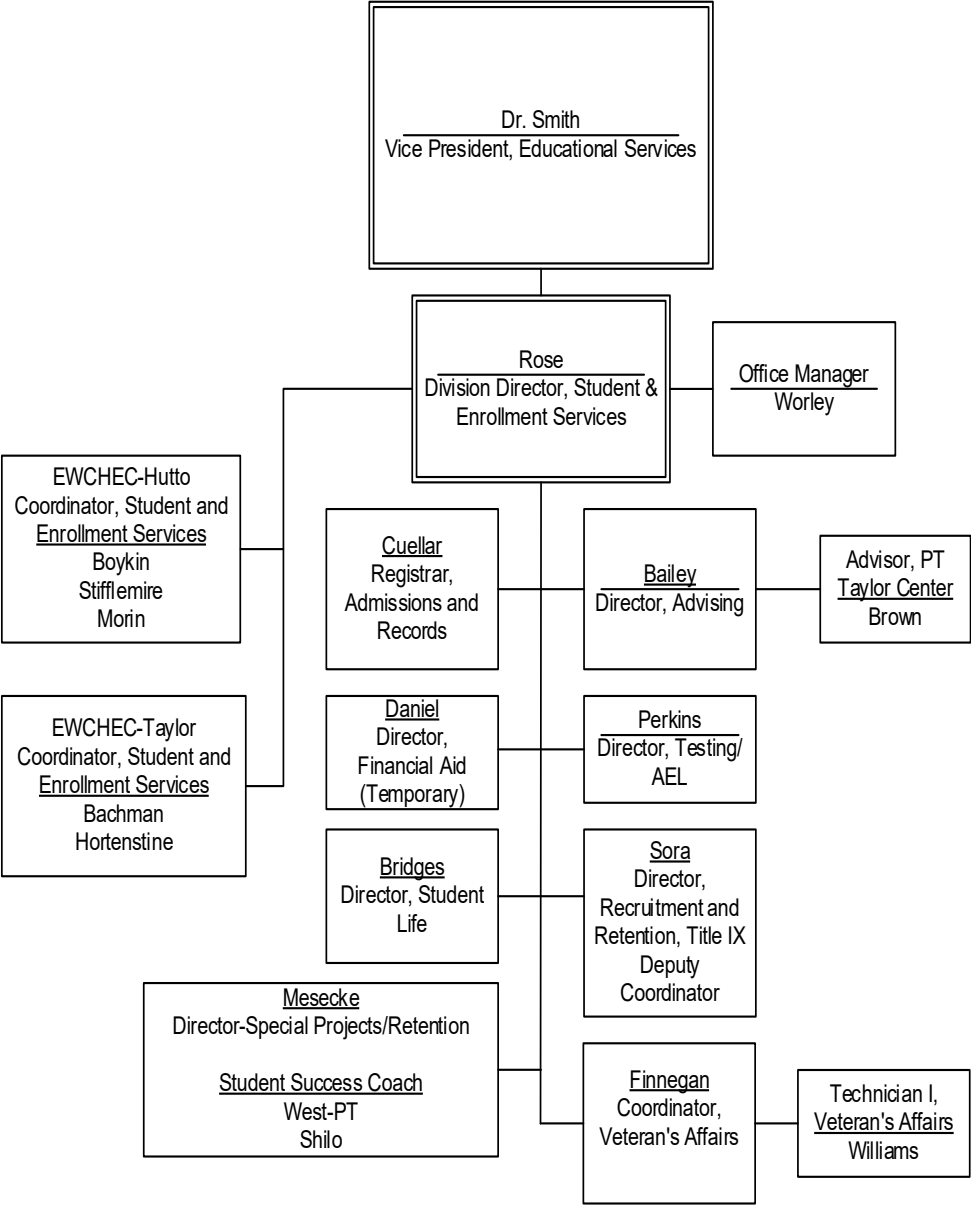 Dr. Smith
Vice President, Educational Services
Rose
Division Director, Student &
Enrollment Services
Office Manager
Worley
EWCHEC-Hutto
Coordinator, Student and
Enrollment Services
Boykin
Stifflemire
Morin
Cuellar
Registrar,
Admissions and
Records
Bailey
Director, Advising
Advisor, PT
Taylor Center
Brown
EWCHEC-Taylor
Coordinator, Student and
Enrollment Services
Bachman
Hortenstine
Daniel
Director,
Financial Aid
(Temporary)
Perkins
Director, Testing/
AEL
Bridges
Director, Student
Life
Sora
Director,
Recruitment and
Retention, Title IX
Deputy
Coordinator
Mesecke
Director-Special Projects/Retention
Student Success Coach
West-PT
Shilo
Finnegan
Coordinator,
Veteran's Affairs
Technician I,
Veteran's Affairs
Williams